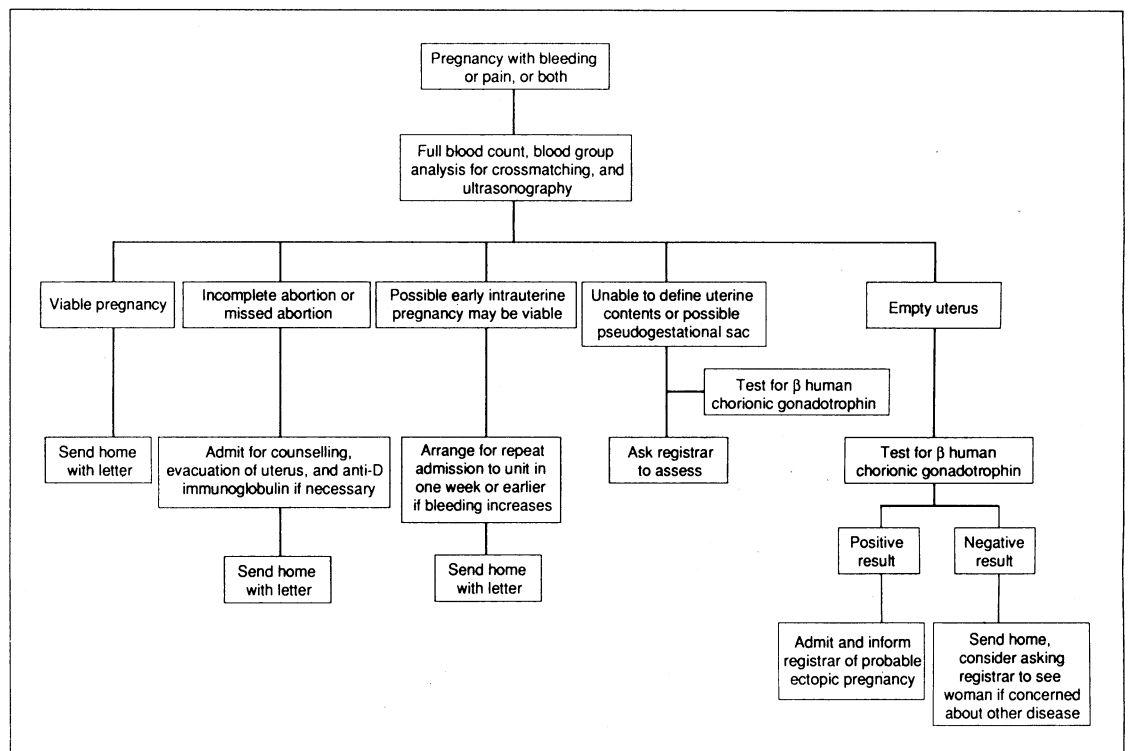 Pregnancy with bleeding
or pain, or both
Full blood count, blood group
analysis for crossmatching, and
ultrasonography
Viable pregnancy
Incomplete abortion or
missed abortion
Possible early intrauterine
pregnancy may be viable
Unable to define uterine
contents or possible
pseudogestational sac
Empty uterus
Test for β human
chorionic gonadotrophin
Send home
with letter
Admit for counselling,
evacuation of uterus, and anti-D
immunoglobulin if necessary
Arrange for repeat
admission to unit in
one week or earlier
if bleeding increases
Ask registrar
to assess
Test for β human
chorionic gonadotrophin
Send home
with letter
Send home
with letter
Positive
result
Negative
result
Admit and inform
registrar of probable
ectopic pregnancy
Send home,
consider asking
registrar to see
woman if concerned
about other disease